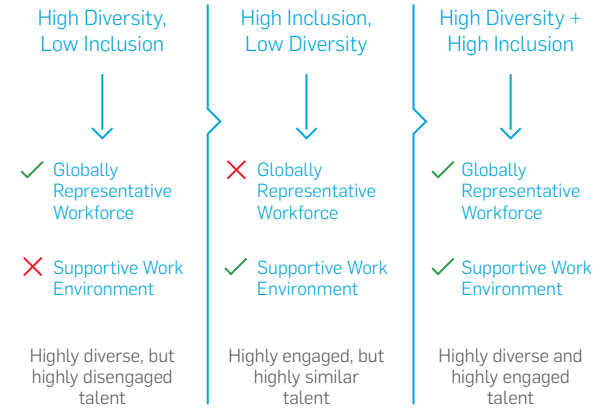 High Diversity,
Low Inclusion
Globally
Representative
Workforce
Supportive Work
Environment
Highly diverse, but
highly disengaged
talent
High Inclusion,
Low Diversity
Globally
Representative
Workforce
Supportive Work
Environment
Highly engaged, but
highly similar
talent
High Diversity +
High Inclusion
Globally
Representative
Workforce
Supportive Work
Environment
Highly diverse and
highly engaged
talent